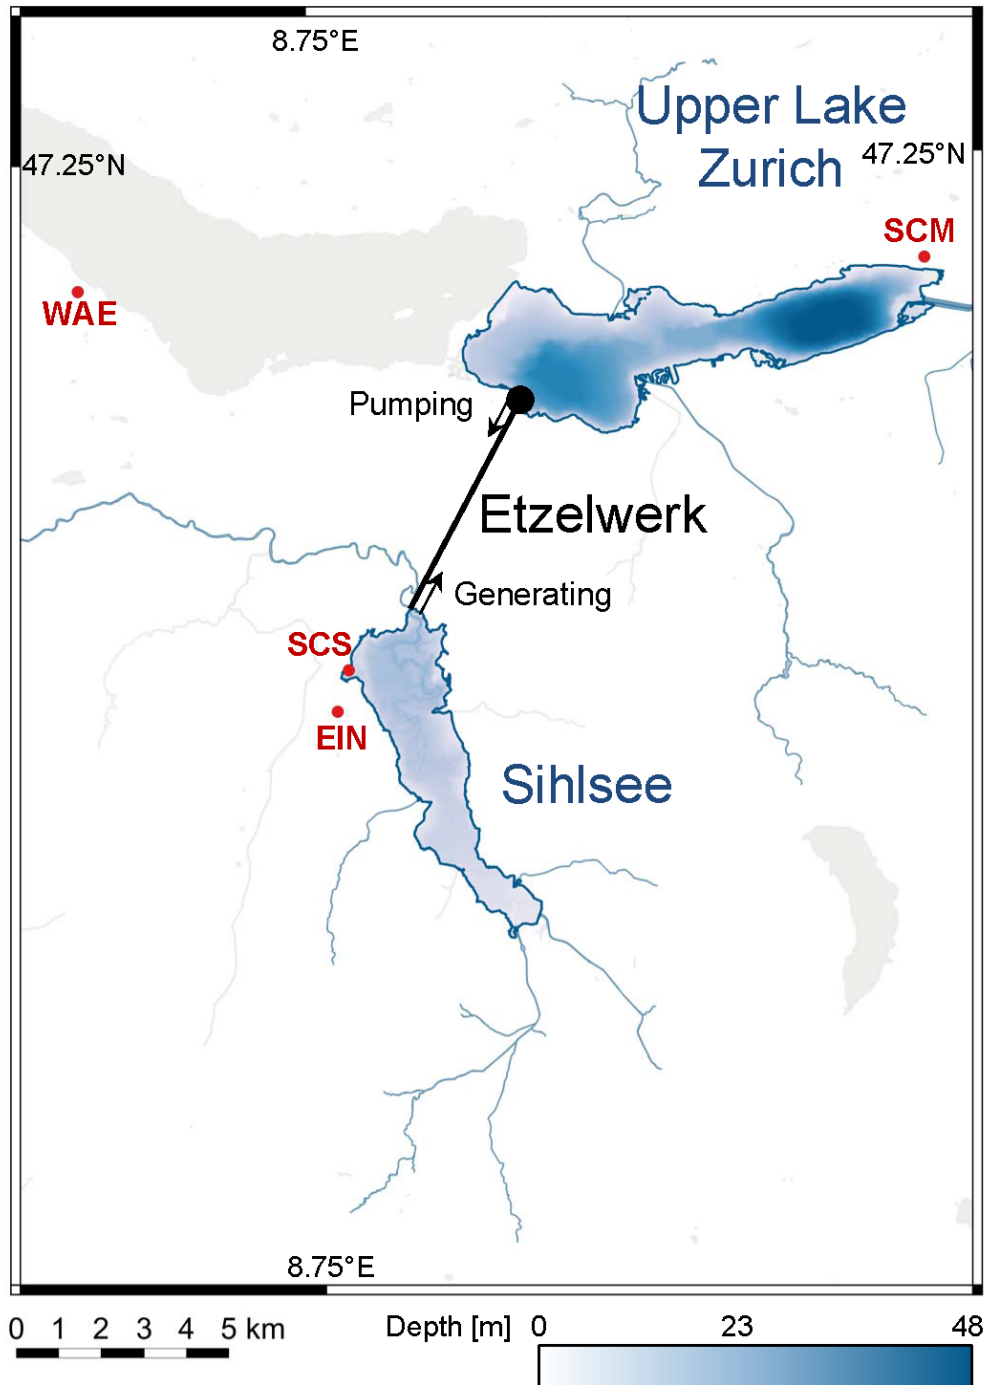 8.75°E
Upper Lake
Zurich
47.25°N
47.25°N
SCM
WAE
Pumping
Etzelwerk
Generating
SCS
EIN
Sihlsee
8.75°E
0 1 2 3 4 5 km
Depth [m] 0 23 48